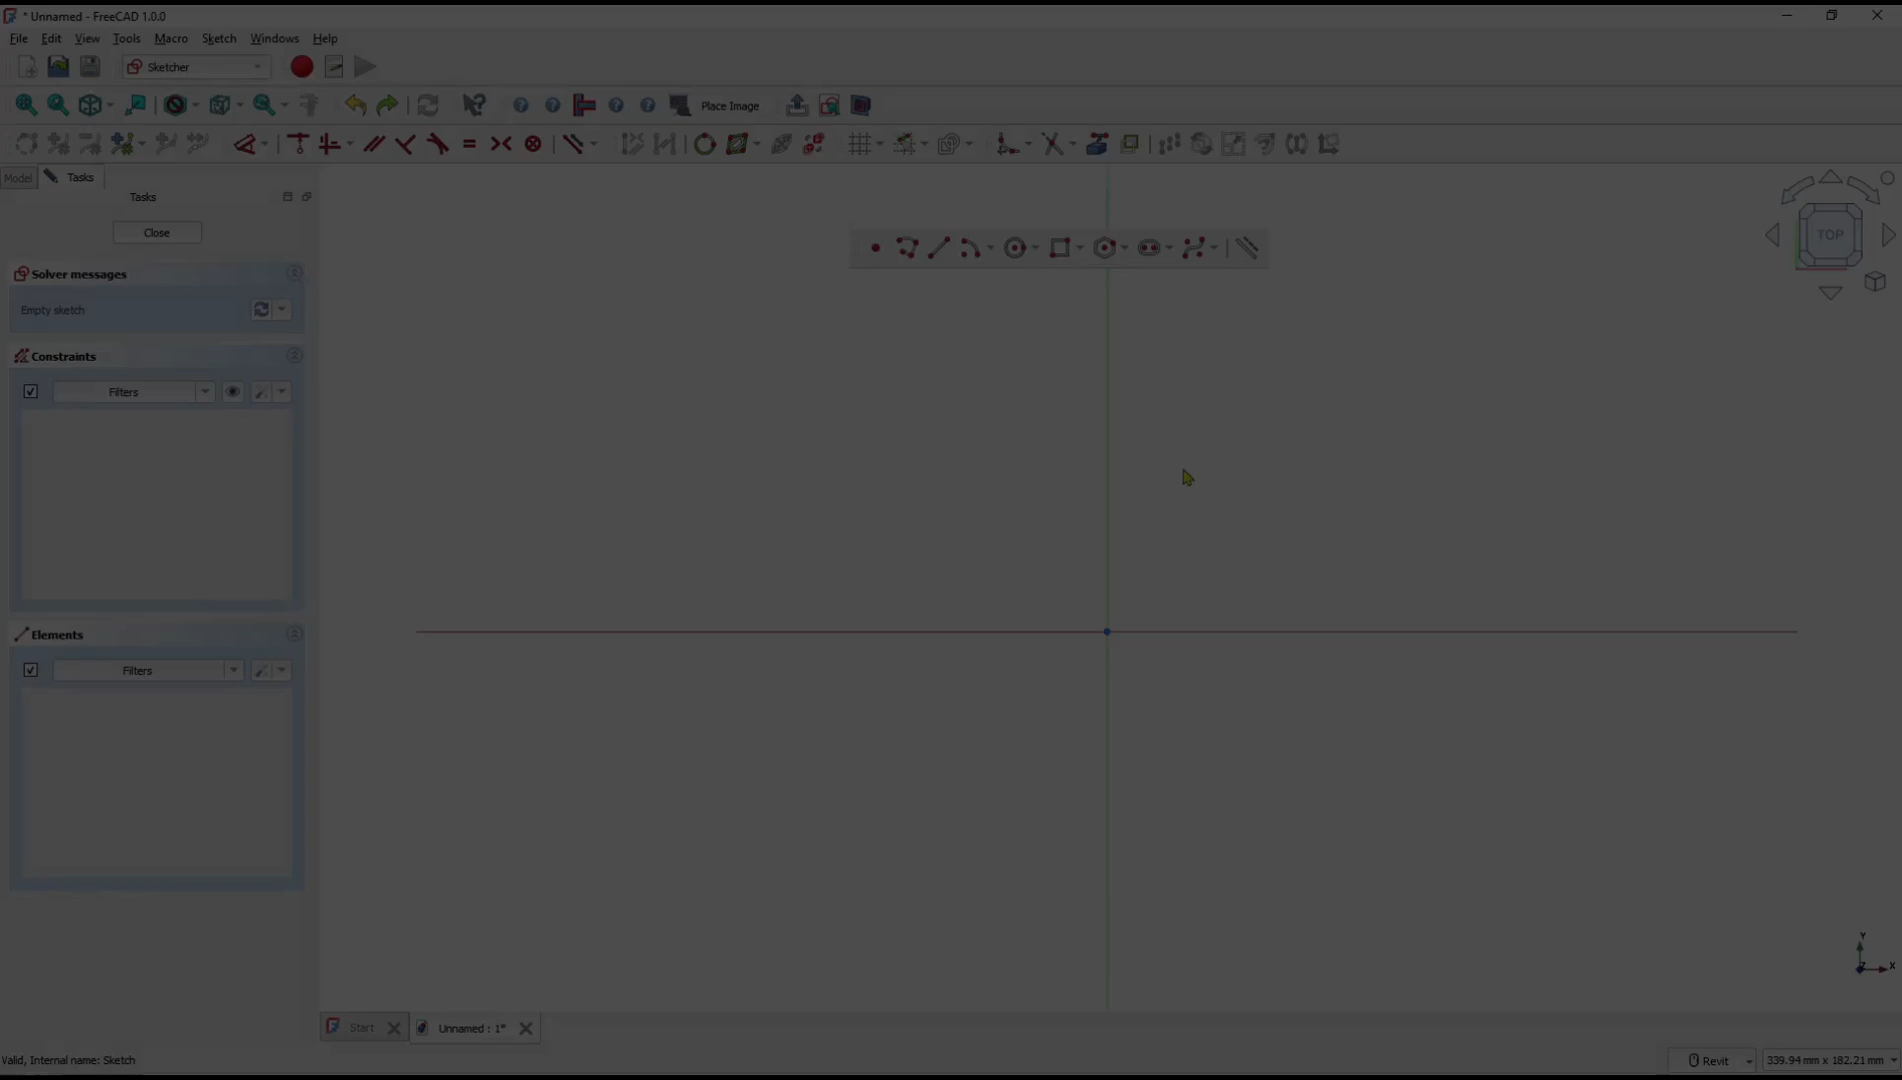 * Unnamed - FreeCAD 1.0.0
File Edit View Tools Macro Sketch Windows Help
Sketcher
Place Image
Model Tasks
Tasks
Close
Solver messages
Empty sketch
Constraints
Filters
Elements
Filters
TOP
Y
Z X
Start Unnamed : 1*
Valid, Internal name: Sketch
Revit 339.94 mm x 182.21 mm